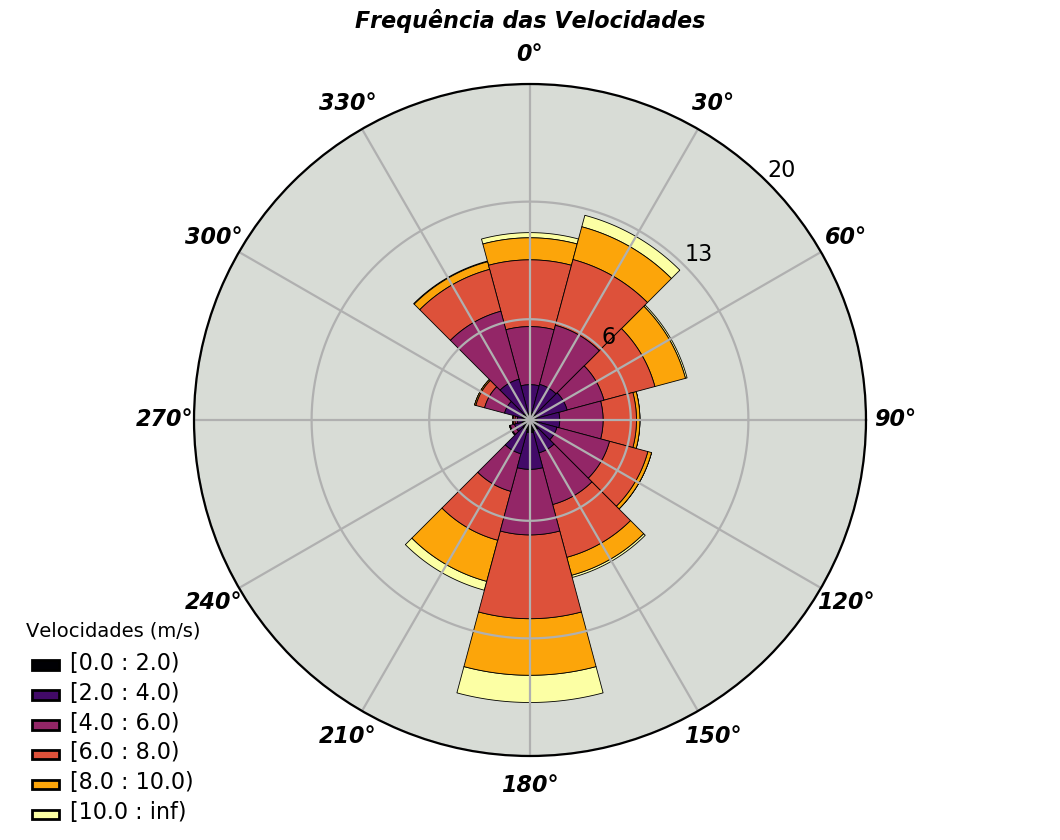 Frequência das Velocidades
0°
330°
30°
20
300°
60°
13
6
270°
90°
240°
120°
210°
150°
180°
Velocidades (m/s)
[0.0 : 2.0)
[2.0 : 4.0)
[4.0 : 6.0)
[6.0 : 8.0)
[8.0 : 10.0)
[10.0 : inf)